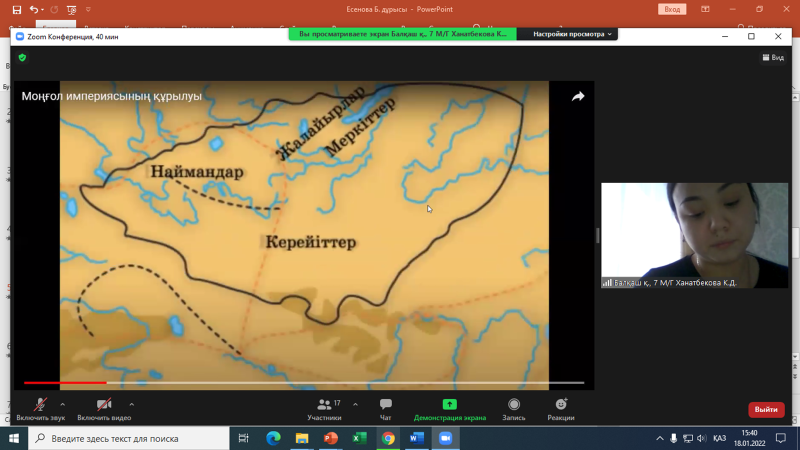 Есенова Б. дұрысы - PowerPoint
Вход
Zoom Конференция, 40 мин
Вы просматриваете экран Балқаш қ,. 7 М/Г Ханатбекова К...
Настройки просмотра
Вид
Моңғол империясының құрылуы
Жалайырлар
Меркіттер
Наймандар
Керейіттер
Балқаш қ,. 7 М/Г Ханатбекова К.Д.
Включить звук
Включить видео
Участники
17
Чат
Демонстрация экрана
Запись
Реакции
Выйти
Введите здесь текст для поиска
ҚАЗ
15:40
18.01.2022